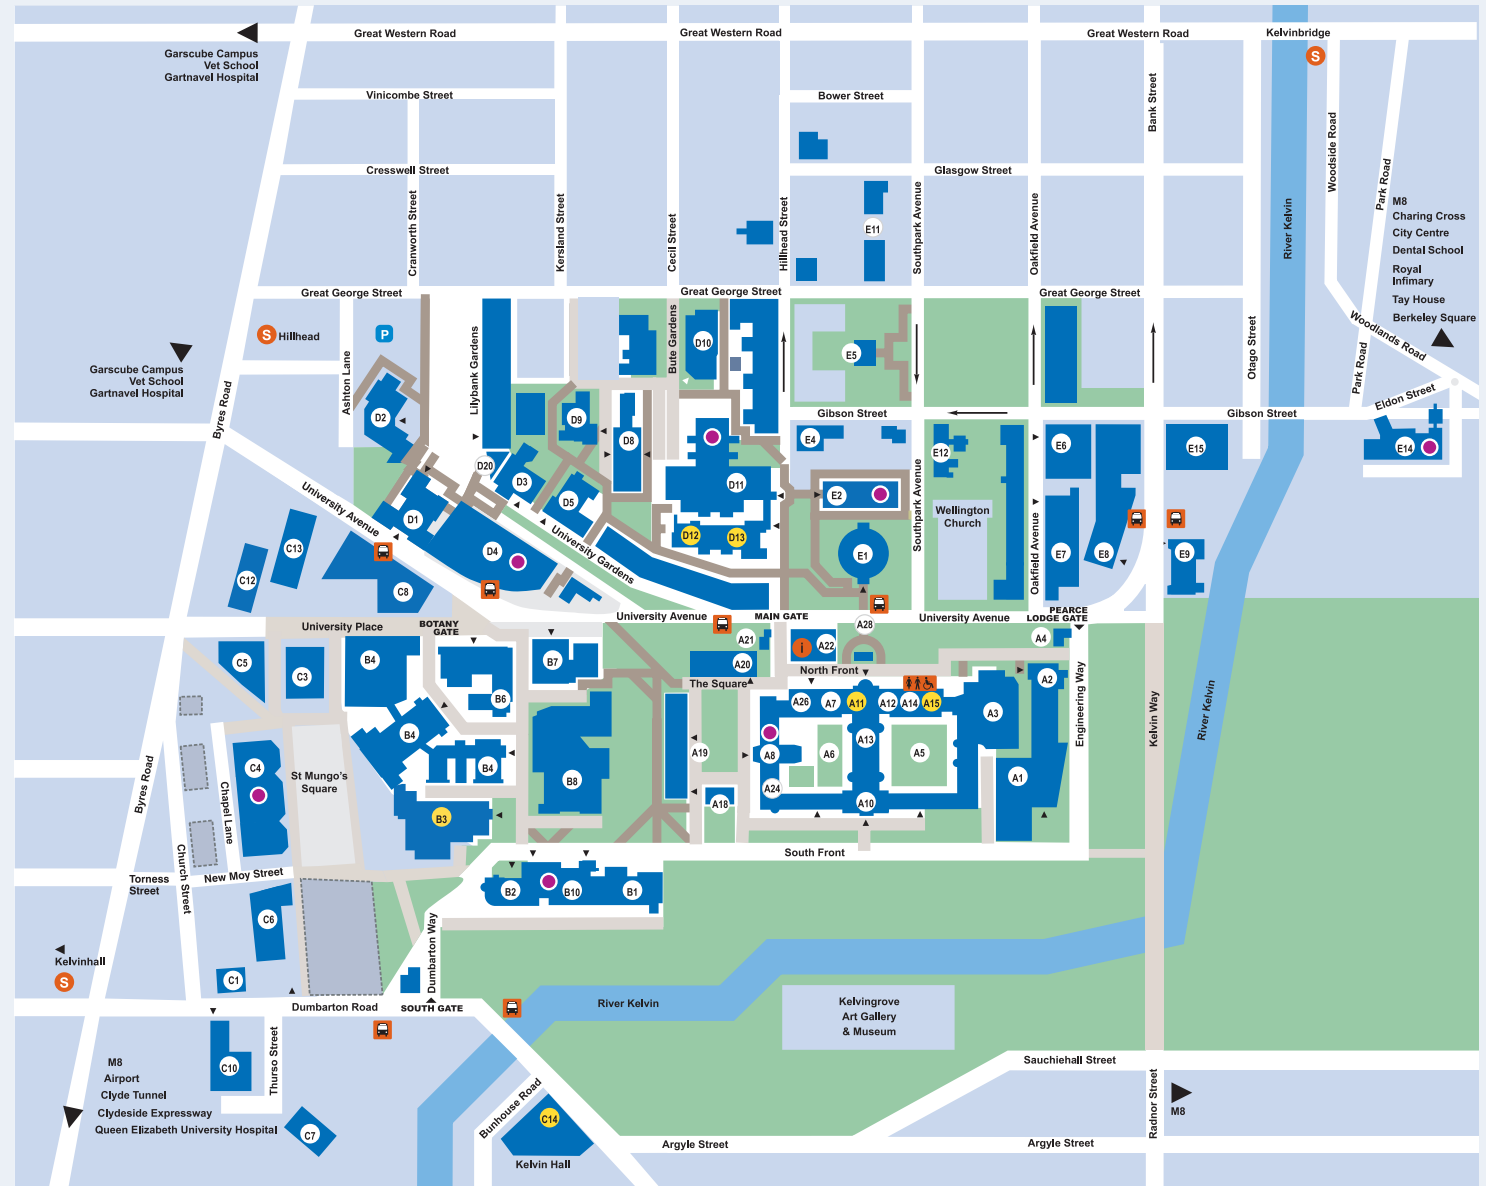 Great Western Road
Great Western Road
Great Western Road
Kelvinbridge
S
Garscube Campus
Vet School
Gartnavel Hospital
Vinicombe Street
Bower Street
Bank Street
Woodside Road
Park Road
Cresswell Street
Glasgow Street
Cranworth Street
Kersland Street
Cecil Street
Hillhead Street
Southpark Avenue
Oakfield Avenue
River Kelvin
M8
Charing Cross
City Centre
Dental School
Royal
Infimary
Tay House
Berkeley Square
E11
Great George Street
Great George Street
Great George Street
S Hillhead
P
Ashton Lane
Lilybank Gardens
Bute Gardens
D10
E5
Otago Street
Woodlands Road
Park Road
Eldon Street
Garscube Campus
Vet School
Gartnavel Hospital
Byres Road
D2
D9
D8
Gibson Street
Gibson Street
E4
E12
E6
E15
E14
D20
D3
D5
D11
E2
Southpark Avenue
Wellington
Church
Oakfield Avenue
University Avenue
D1
D4
D12
D13
E1
E7
E8
E9
C13
C12
C8
University Gardens
University Place
BOTANY
GATE
University Avenue
MAIN GATE
A28
University Avenue
PEARCE
LODGE GATE
A4
A21
A20
i
A22
North Front
The Square
C5
C3
B4
B7
B6
A2
A26
A7
A11
A12
A14
A15
A3
B4
B4
A19
A8
A13
A6
A5
Engineering Way
Kelvin Way
River Kelvin
C4
St Mungo's
Square
B8
A24
A10
A18
A1
B3
Byres Road
Chapel Lane
Church Street
South Front
Torness
Street
New Moy Street
B2
B10
B1
C6
Dumbarton Way
Kelvinhall
S
C1
Dumbarton Road
SOUTH GATE
River Kelvin
Kelvingrove
Art Gallery
& Museum
C10
Thurso Street
M8
Airport
Clyde Tunnel
Clydeside Expressway
Queen Elizabeth University Hospital
C7
Bunhouse Road
C14
Kelvin Hall
Sauchiehall Street
Radnor Street
M8
Argyle Street
Argyle Street